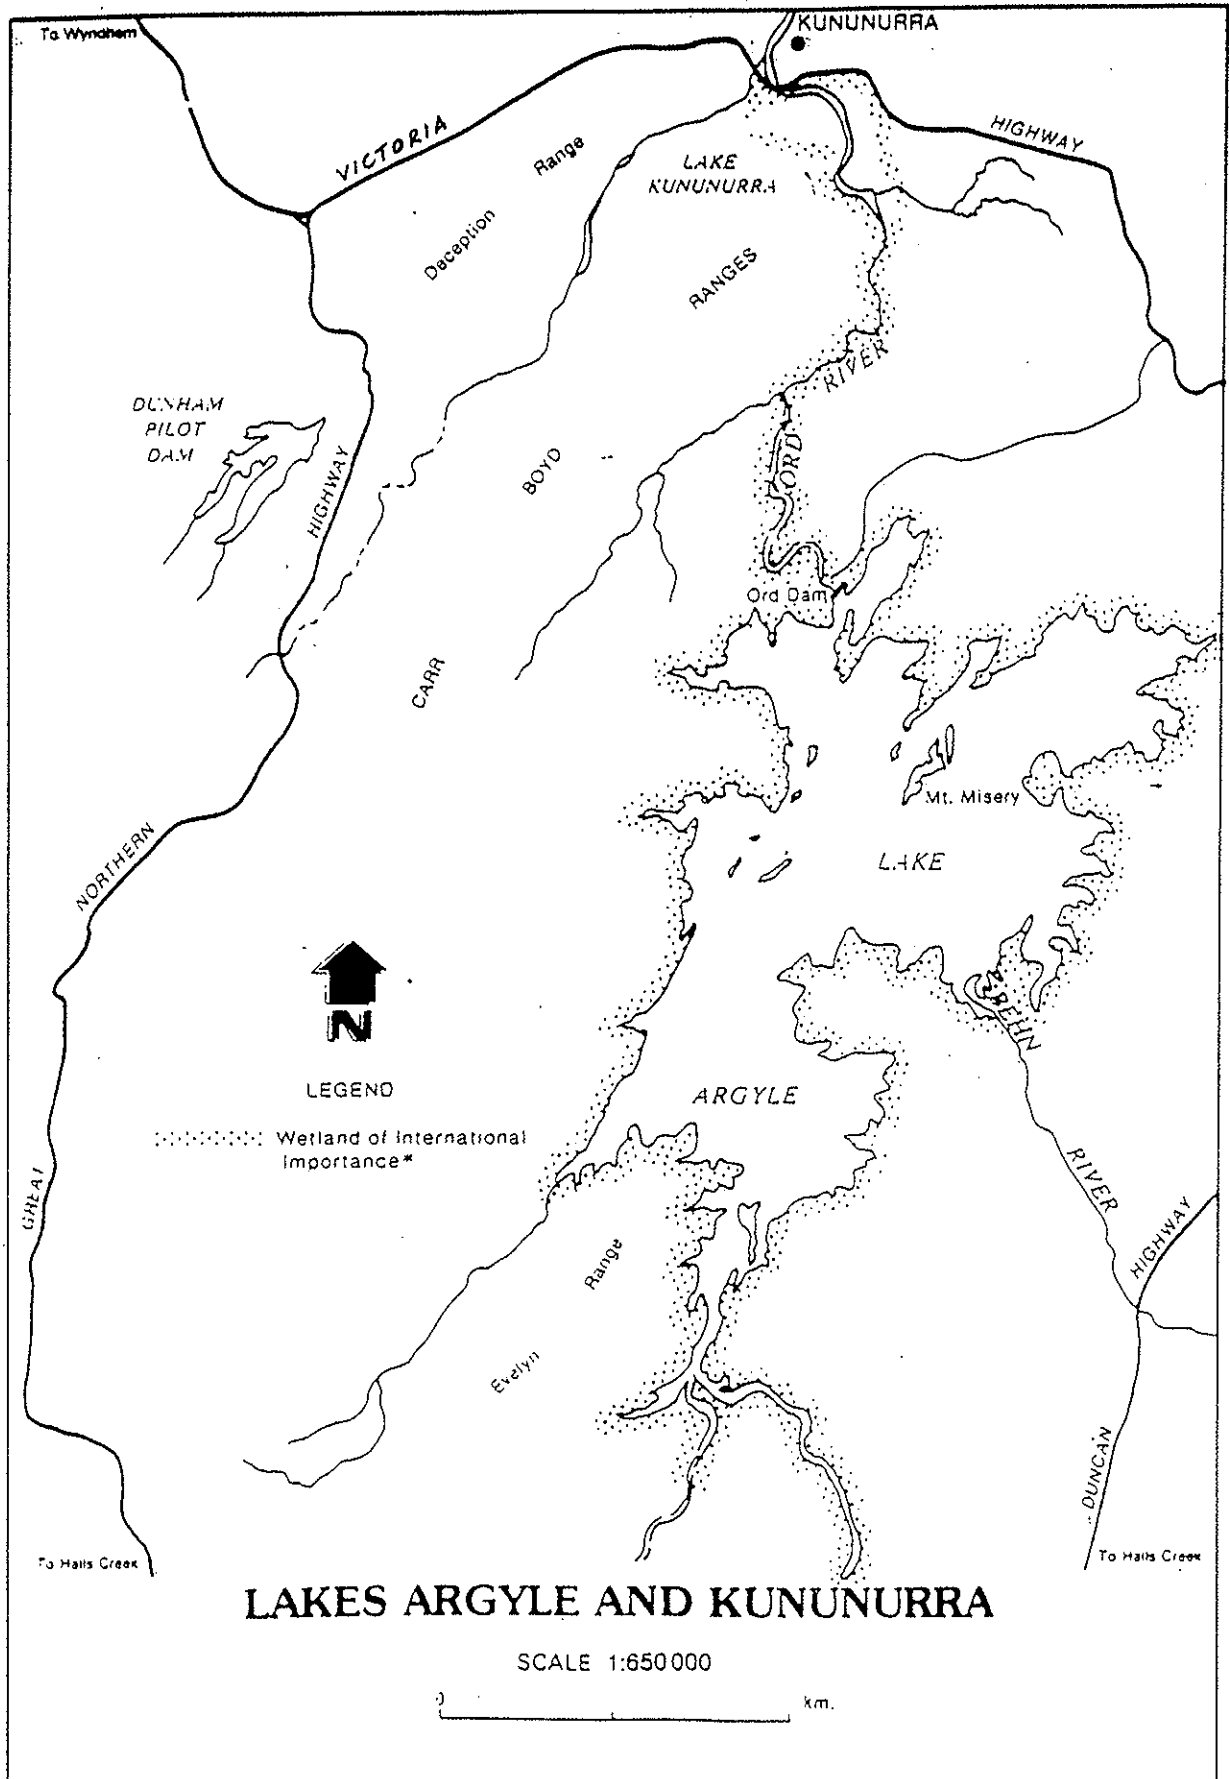 To Wyndham
KUNUNURRA
VICTORIA
HIGHWAY
Range
Deception
LAKE
KUNUNURRA
RANGES
RIVER
DUNHAM
PILOT
DAM
HIGHWAY
BOYD
ORD
Ord Dam
CARR
Mt. Misery
LAKE
NORTHERN
N
BEHN
LEGEND
Wetland of International
Importance*
ARGYLE
GREAT
RIVER
HIGHWAY
Range
Evelyn
DUNCAN
To Halls Creek
To Halls Creek
LAKES ARGYLE AND KUNUNURRA
SCALE 1:650 000
0 km.